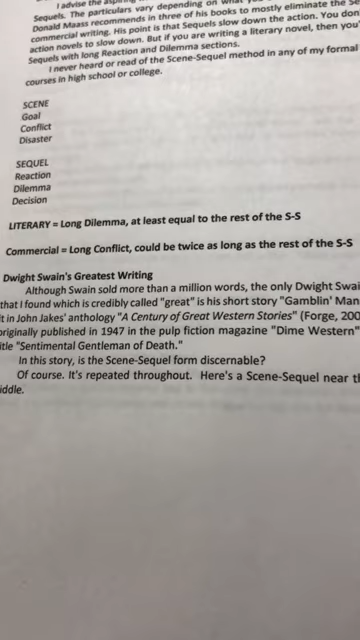 I advise the
Sequels. The particulars vary depending on what
Donald Maass recommends in three of his books to mostly eliminate the
commercial writing. His point is that Sequels slow down the action. You don
action novels to slow down. But if you are writing a literary novel, then you'
Sequels with long Reaction and Dilemma sections.
I never heard or read of the Scene-Sequel method in any of my formal
courses in high school or college.
SCENE
Goal
Conflict
Disaster
SEQUEL
Reaction
Dilemma
Decision
LITERARY = Long Dilemma, at least equal to the rest of the S-S
Commercial = Long Conflict, could be twice as long as the rest of the S-S
Dwight Swain's Greatest Writing
Although Swain sold more than a million words, the only Dwight Swai
that I found which is credibly called "great" is his short story "Gamblin' Man
it in John Jakes' anthology "A Century of Great Western Stories" (Forge, 200
originally published in 1947 in the pulp fiction magazine "Dime Western"
itle "Sentimental Gentleman of Death."
In this story, is the Scene-Sequel form discernable?
Of course. It's repeated throughout. Here's a Scene-Sequel near th
iddle.